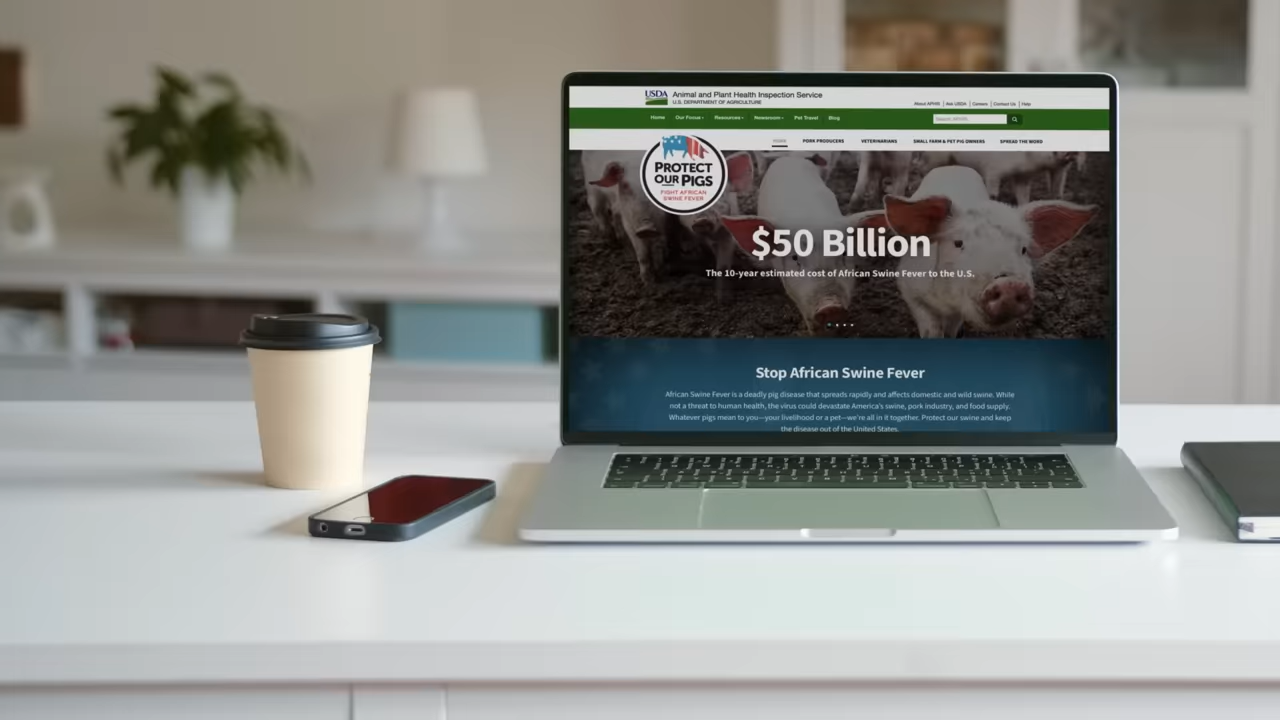 USDA Animal and Plant Health Inspection Service
U.S. DEPARTMENT OF AGRICULTURE
About APHIS | Ask USDA | Careers | Contact Us | Help
Home Our Focus Resources Newsroom Pet Travel Blog
Search APHIS
HOME PORK PRODUCERS VETERINARIANS SMALL FARM & PET PIG OWNERS SPREAD THE WORD
PROTECT
OUR PIGS
FIGHT AFRICAN
SWINE FEVER
$50 Billion
The 10-year estimated cost of African Swine Fever to the U.S.
Stop African Swine Fever
African Swine Fever is a deadly pig disease that spreads rapidly and affects domestic and wild swine. While
not a threat to human health, the virus could devastate America's swine, pork industry, and food supply.
Whatever pigs mean to you—your livelihood or a pet—we're all in it together. Protect our swine and keep
the disease out of the United States.